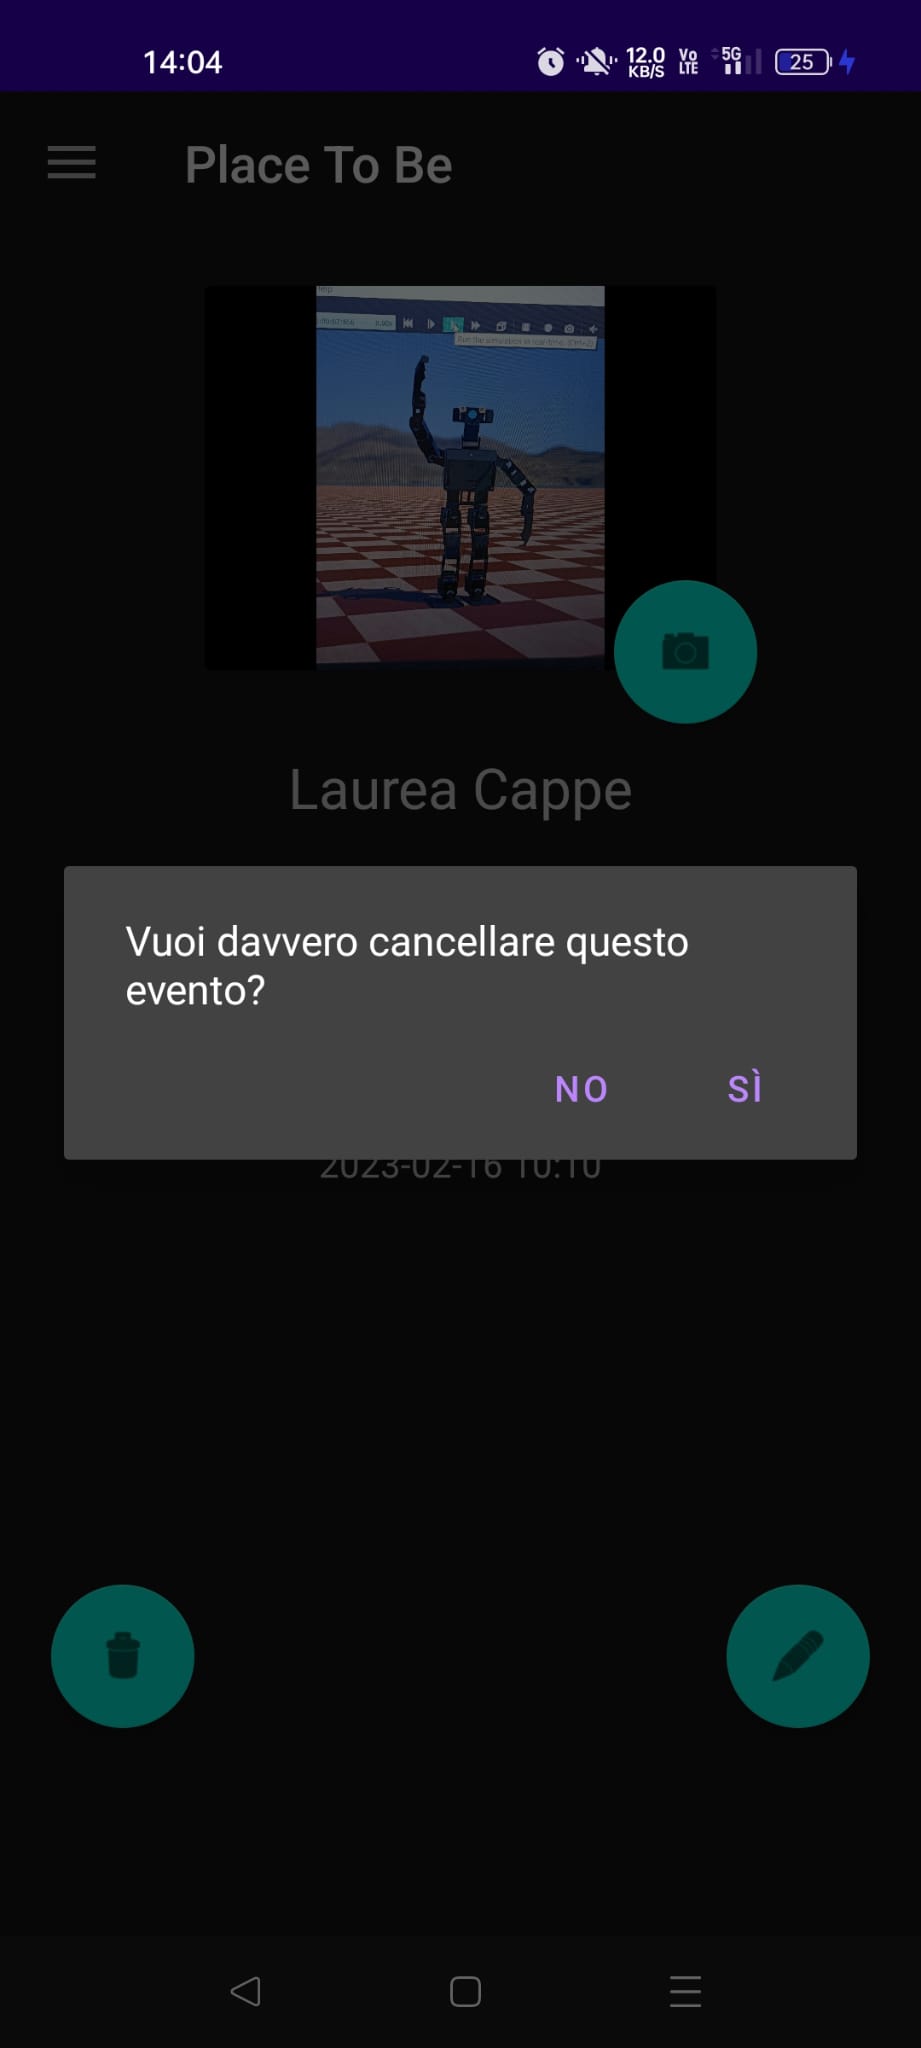 14:04
12.0
KB/S
Vo
LTE
5G
25
Place To Be
Help
Run the simulation in real-time. (Ctrl+2)
Laurea Cappe
Vuoi davvero cancellare questo
evento?
NO
SÌ
2023-02-16 10:10